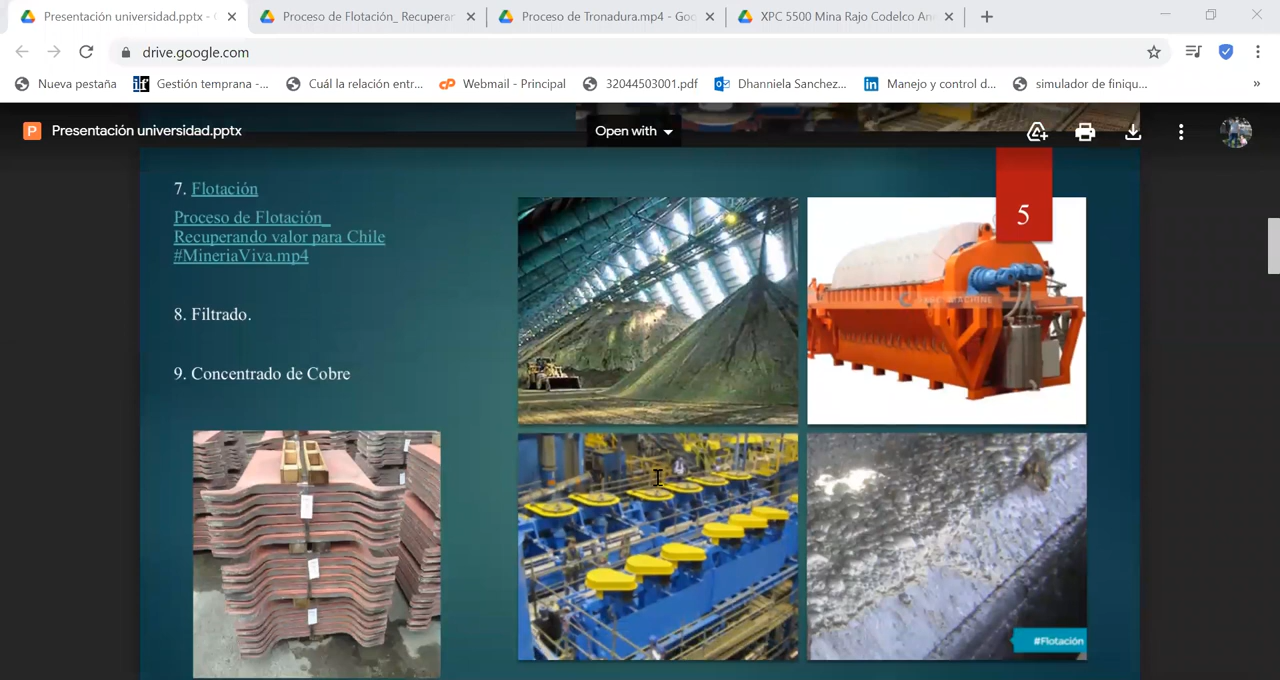 Presentación universidad.pptx - G
Proceso de Flotación_ Recuperan
Proceso de Tronadura.mp4 - Goo
XPC 5500 Mina Rajo Codelco An
drive.google.com
Nueva pestaña
Gestión temprana -...
Cuál la relación entr...
Webmail - Principal
32044503001.pdf
Dhanniela Sanchez...
Manejo y control d...
simulador de finiqu...
»
P
Presentación universidad.pptx
Open with
5
7. Flotación
Proceso de Flotación_
Recuperando valor para Chile
#MineriaViva.mp4
8. Filtrado.
9. Concentrado de Cobre
#Flotación